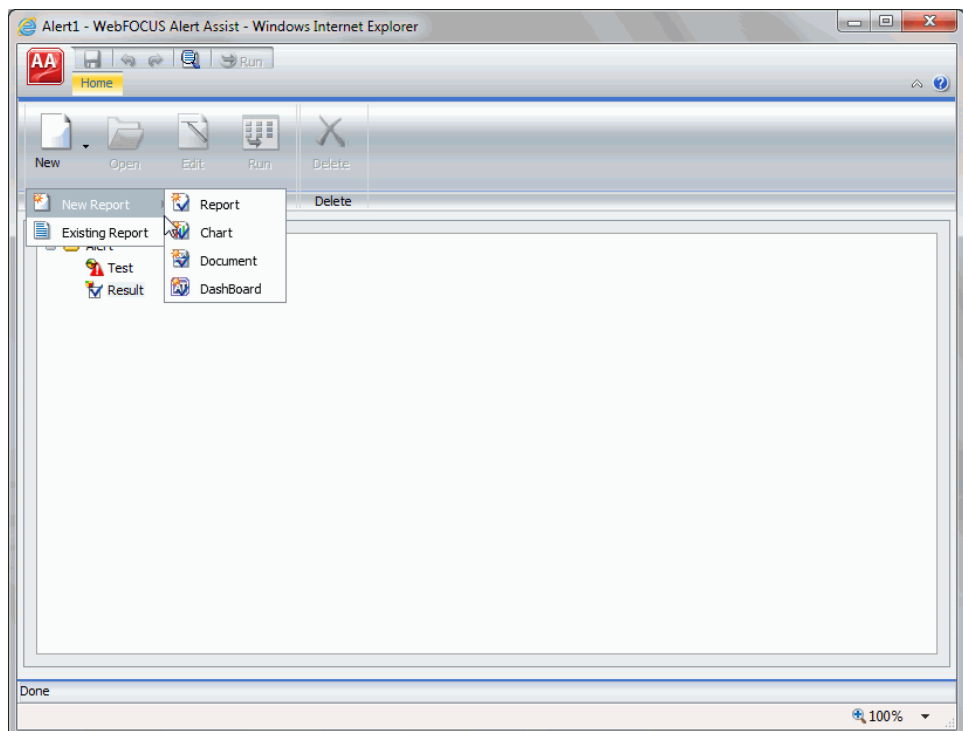 Alert1 - WebFOCUS Alert Assist - Windows Internet Explorer
AA
Run
Home
New
Open
Edit
Run
Delete
Delete
New Report
Existing Report
Report
Chart
Document
DashBoard
Alert
Test
Result
Done
100%